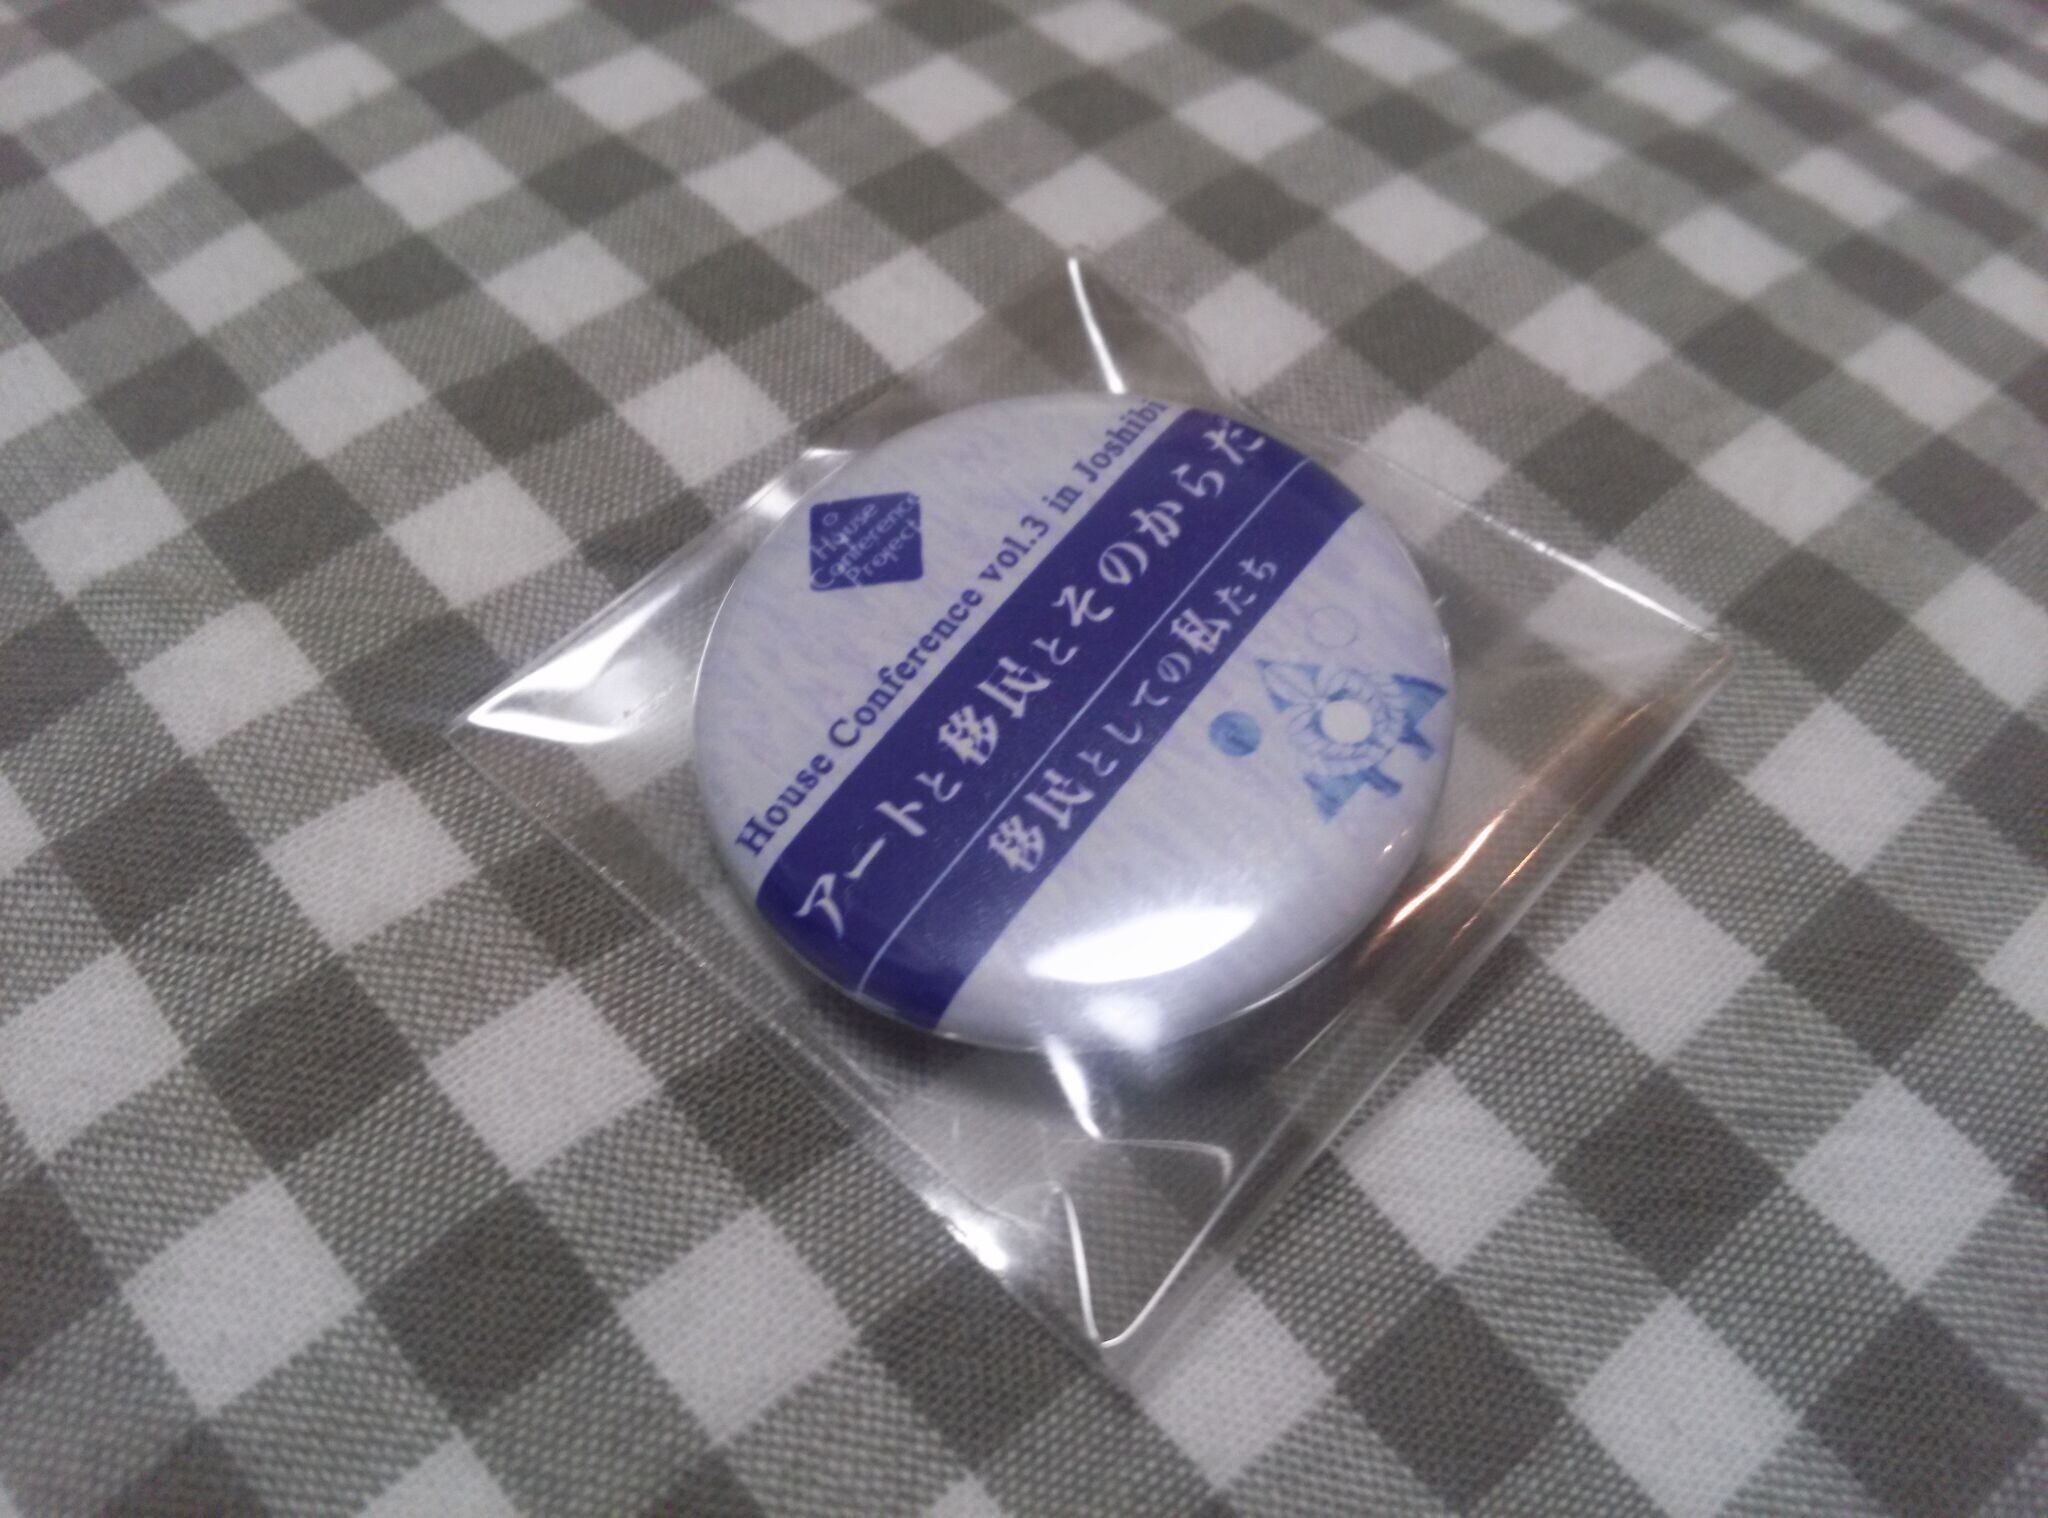 House
Conference
Project
House Conference vol.3 in Joshibi
アートと移民とそのからだ
移民としての私たち